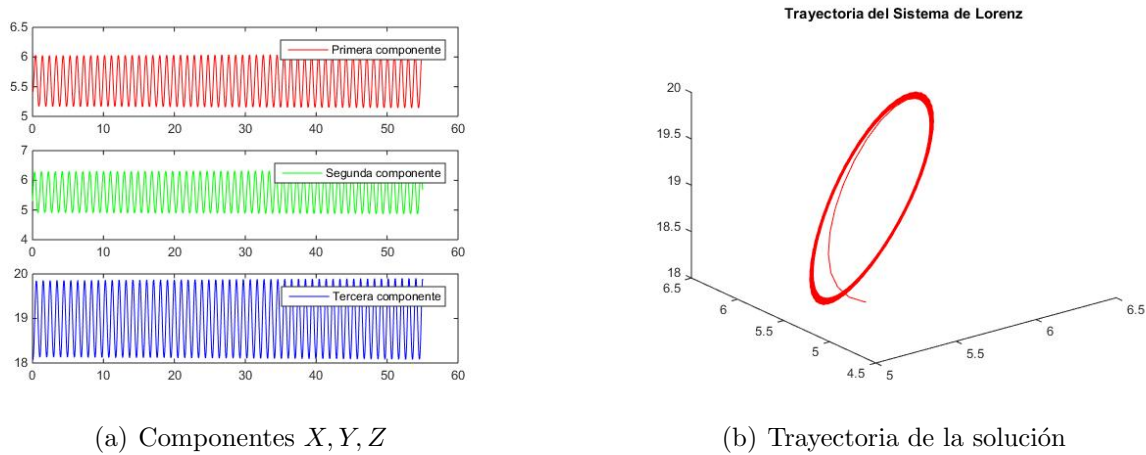 6.5
6
5.5
5
Primera componente
0 10 20 30 40 50 60
7
6
5
4
Segunda componente
0 10 20 30 40 50 60
20
19
18
Tercera componente
0 10 20 30 40 50 60
(a) Componentes X, Y, Z
Trayectoria del Sistema de Lorenz
20
19.5
19
18.5
18
6.5
6
5.5
5
4.5
5
5.5
6
6.5
(b) Trayectoria de la solución